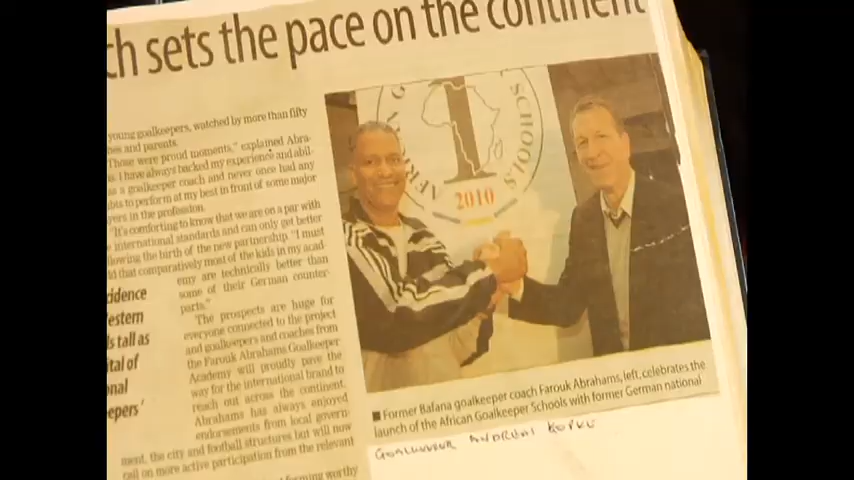 ch sets the pace on the continent
young goalkeepers, watched by more than fifty
and parents.
Those were proud moments," explained Abra-
I have always backed my experience and abil-
as a goalkeeper coach and never once had any
to perform at my best in front of some major
in the profession.
"It's comforting to know that we are on a par with
international standards and can only get better
following the birth of the new partnership. "I must
that comparatively most of the kids in my acad-
emy are technically better than
some of their German counter-
parts."
The prospects are huge for
everyone connected to the project
and goalkeepers and coaches from
the Farouk Abrahams Goalkeeper
Academy will proudly pave the
way for the international brand to
reach out across the continent.
Abrahams has always enjoyed
endorsements from local govern-
ment, the city and football structures but will now
call on more active participation from the relevant
forming worthy
idence
estern
s tall as
ital of
onal
epers'
AFRICAN G SCHOOLS
1
2010
■ Former Bafana goalkeeper coach Farouk Abrahams, left, celebrates the
launch of the African Goalkeeper Schools with former German national